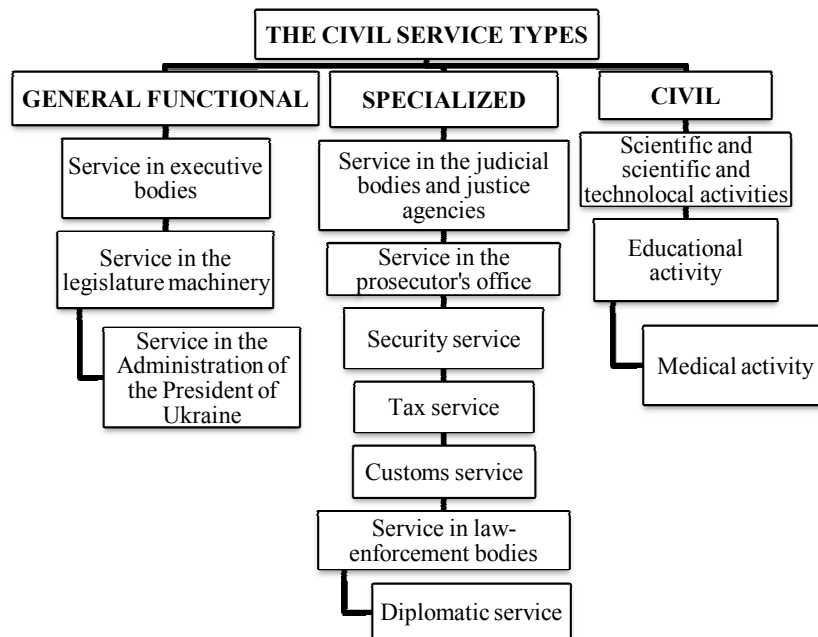 THE CIVIL SERVICE TYPES
GENERAL FUNCTIONAL
Service in executive
bodies
Service in the
legislature machinery
Service in the
Administration of
the President of
Ukraine
SPECIALIZED
Service in the judicial
bodies and justice
agencies
Service in the
prosecutor's office
Security service
Tax service
Customs service
Service in law-
enforcement bodies
Diplomatic service
CIVIL
Scientific and
scientific and
technolocal activities
Educational
activity
Medical activity